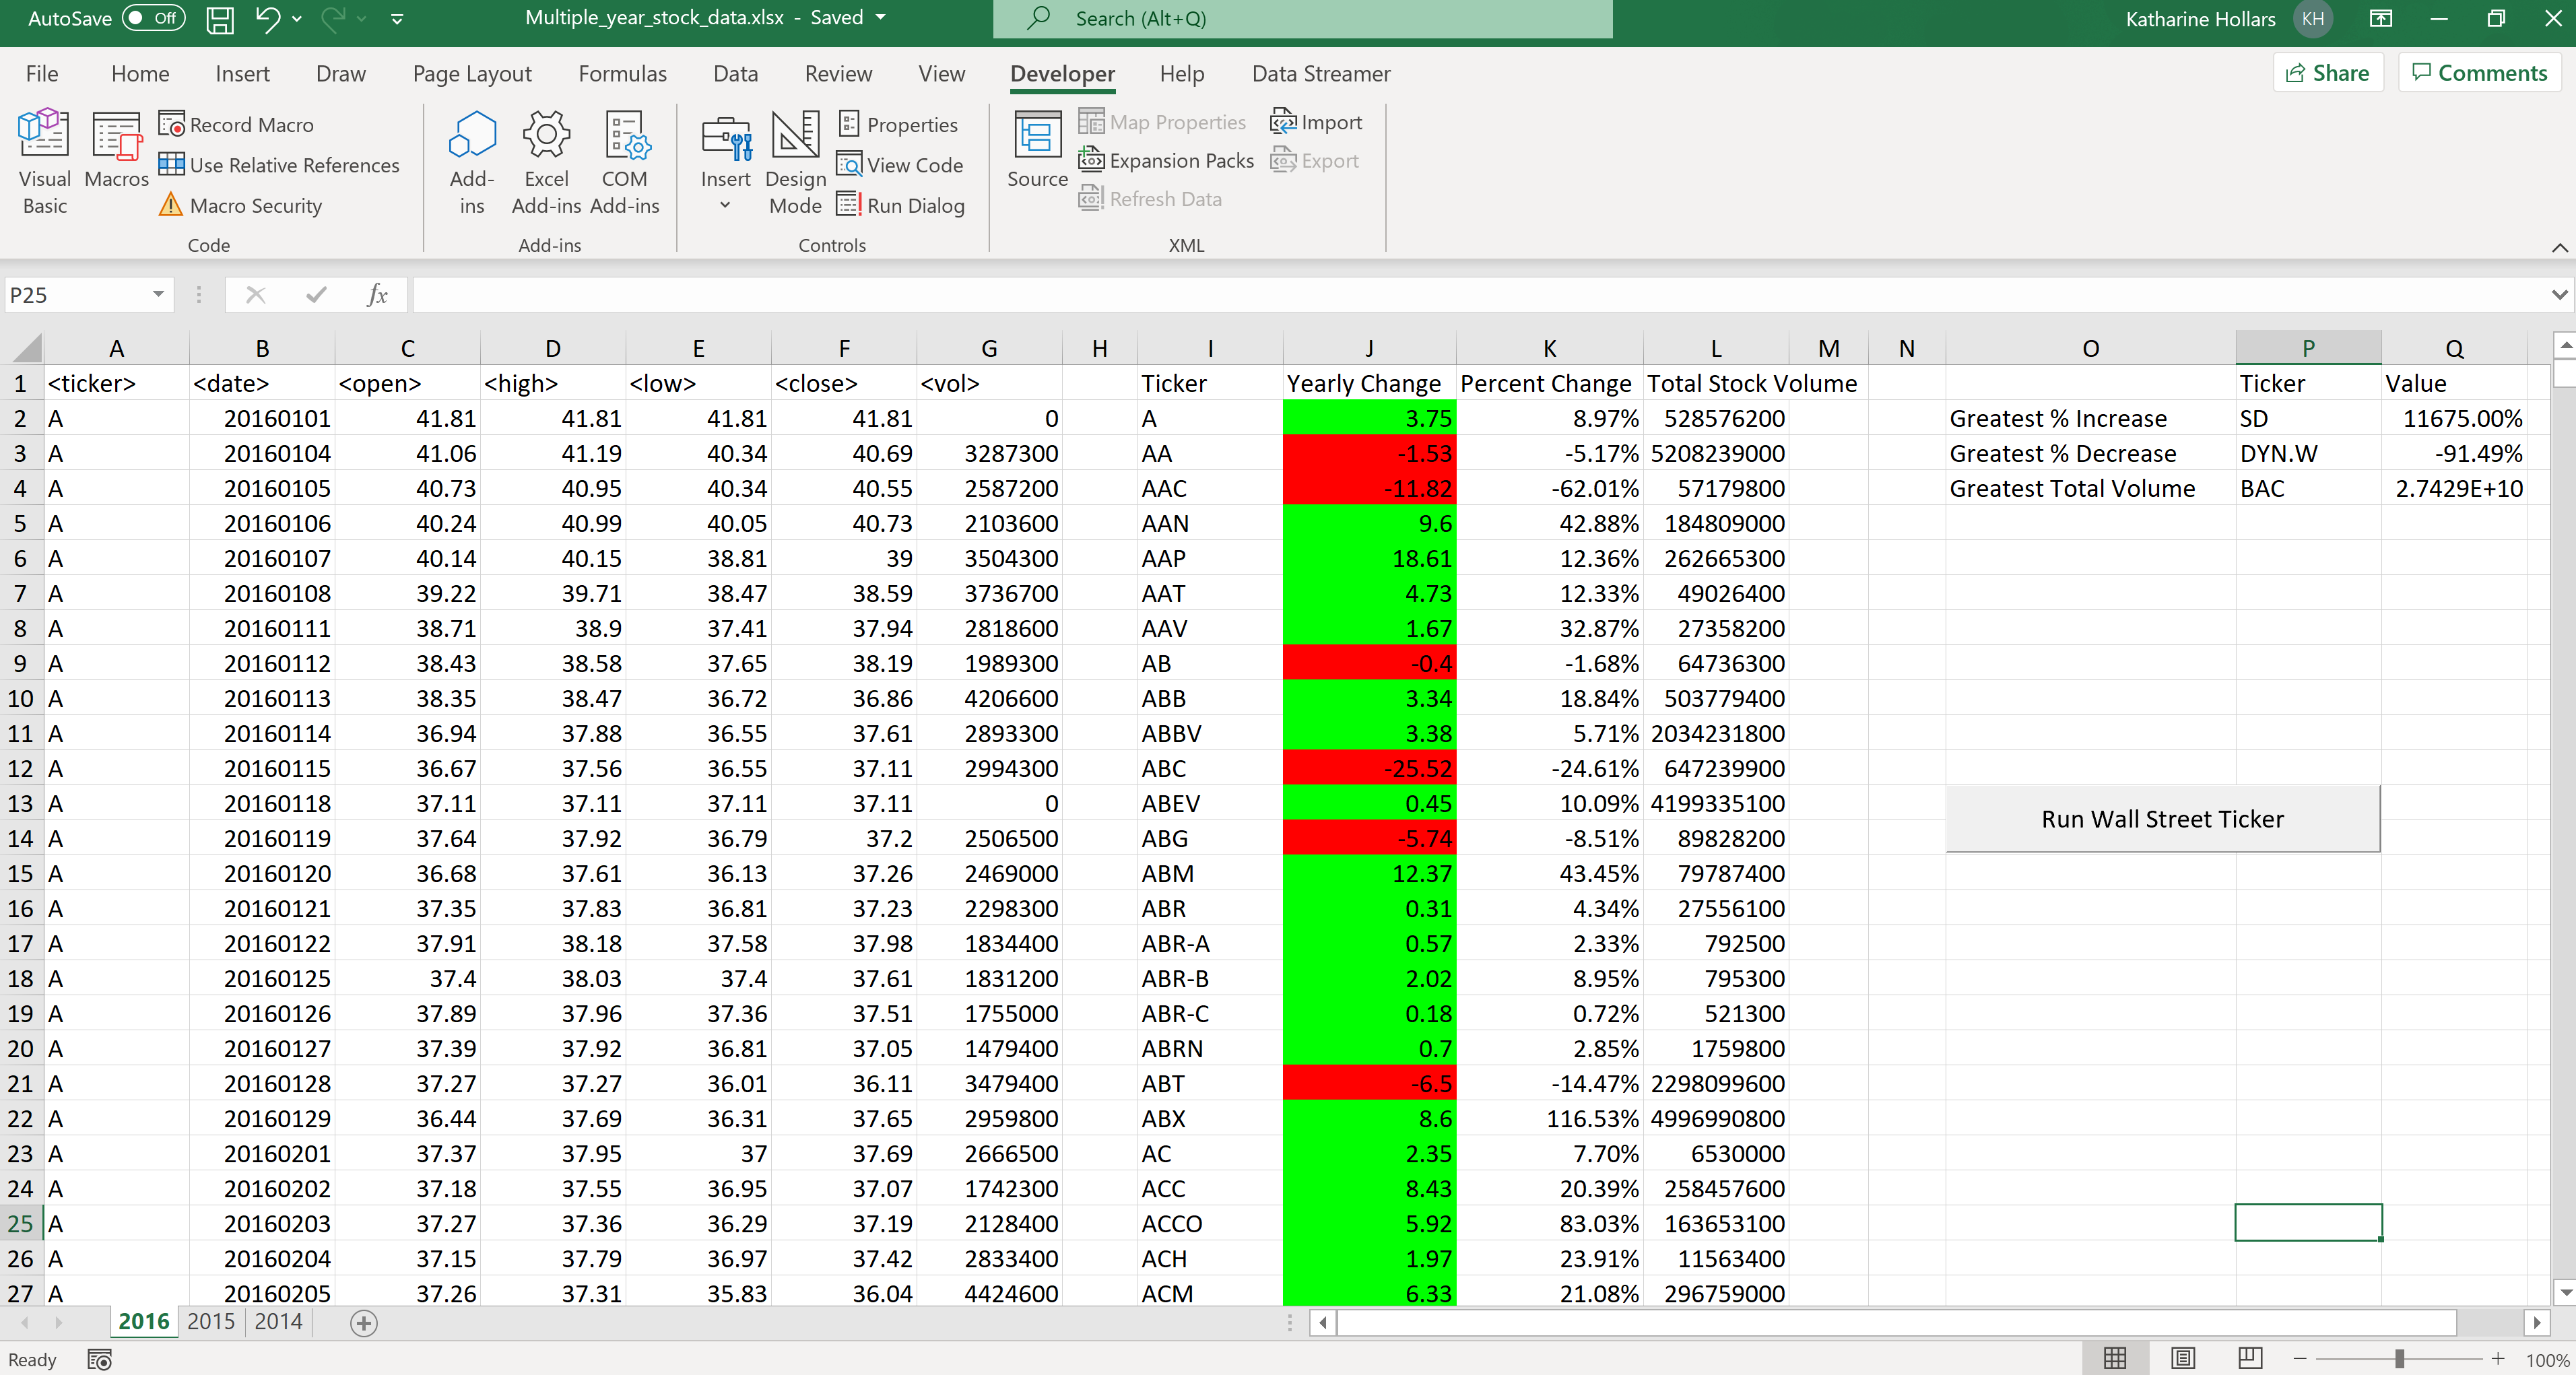 AutoSave Off Multiple_year_stock_data.xlsx - Saved Search (Alt+Q) Katharine Hollars KH
File Home Insert Draw Page Layout Formulas Data Review View Developer Help Data Streamer Share Comments
Visual Basic
Macros
Record Macro
Use Relative References
Macro Security
Code
Add-ins
Excel Add-ins
COM Add-ins
Add-ins
Insert
Design Mode
Properties
View Code
Run Dialog
Controls
Source
Map Properties
Expansion Packs
Refresh Data
Import
Export
XML
P25 fx
A B C D E F G H I J K L M N O P Q
1 <ticker> <date> <open> <high> <low> <close> <vol> Ticker Yearly Change Percent Change Total Stock Volume Ticker Value
2 A 20160101 41.81 41.81 41.81 41.81 0 A 3.75 8.97% 528576200 Greatest % Increase SD 11675.00%
3 A 20160104 41.06 41.19 40.34 40.69 3287300 AA -1.53 -5.17% 5208239000 Greatest % Decrease DYN.W -91.49%
4 A 20160105 40.73 40.95 40.34 40.55 2587200 AAC -11.82 -62.01% 57179800 Greatest Total Volume BAC 2.7429E+10
5 A 20160106 40.24 40.99 40.05 40.73 2103600 AAN 9.6 42.88% 184809000
6 A 20160107 40.14 40.15 38.81 39 3504300 AAP 18.61 12.36% 262665300
7 A 20160108 39.22 39.71 38.47 38.59 3736700 AAT 4.73 12.33% 49026400
8 A 20160111 38.71 38.9 37.41 37.94 2818600 AAV 1.67 32.87% 27358200
9 A 20160112 38.43 38.58 37.65 38.19 1989300 AB -0.4 -1.68% 64736300
10 A 20160113 38.35 38.47 36.72 36.86 4206600 ABB 3.34 18.84% 503779400
11 A 20160114 36.94 37.88 36.55 37.61 2893300 ABBV 3.38 5.71% 2034231800
12 A 20160115 36.67 37.56 36.55 37.11 2994300 ABC -25.52 -24.61% 647239900
13 A 20160118 37.11 37.11 37.11 37.11 0 ABEV 0.45 10.09% 4199335100
Run Wall Street Ticker
14 A 20160119 37.64 37.92 36.79 37.2 2506500 ABG -5.74 -8.51% 89828200
15 A 20160120 36.68 37.61 36.13 37.26 2469000 ABM 12.37 43.45% 79787400
16 A 20160121 37.35 37.83 36.81 37.23 2298300 ABR 0.31 4.34% 27556100
17 A 20160122 37.91 38.18 37.58 37.98 1834400 ABR-A 0.57 2.33% 792500
18 A 20160125 37.4 38.03 37.4 37.61 1831200 ABR-B 2.02 8.95% 795300
19 A 20160126 37.89 37.96 37.36 37.51 1755000 ABR-C 0.18 0.72% 521300
20 A 20160127 37.39 37.92 36.81 37.05 1479400 ABRN 0.7 2.85% 1759800
21 A 20160128 37.27 37.27 36.01 36.11 3479400 ABT -6.5 -14.47% 2298099600
22 A 20160129 36.44 37.69 36.31 37.65 2959800 ABX 8.6 116.53% 4996990800
23 A 20160201 37.37 37.95 37 37.69 2666500 AC 2.35 7.70% 6530000
24 A 20160202 37.18 37.55 36.95 37.07 1742300 ACC 8.43 20.39% 258457600
25 A 20160203 37.27 37.36 36.29 37.19 2128400 ACCO 5.92 83.03% 163653100
26 A 20160204 37.15 37.79 36.97 37.42 2833400 ACH 1.97 23.91% 11563400
27 A 20160205 37.26 37.31 35.83 36.04 4424600 ACM 6.33 21.08% 296759000
2016 2015 2014
Ready 100%